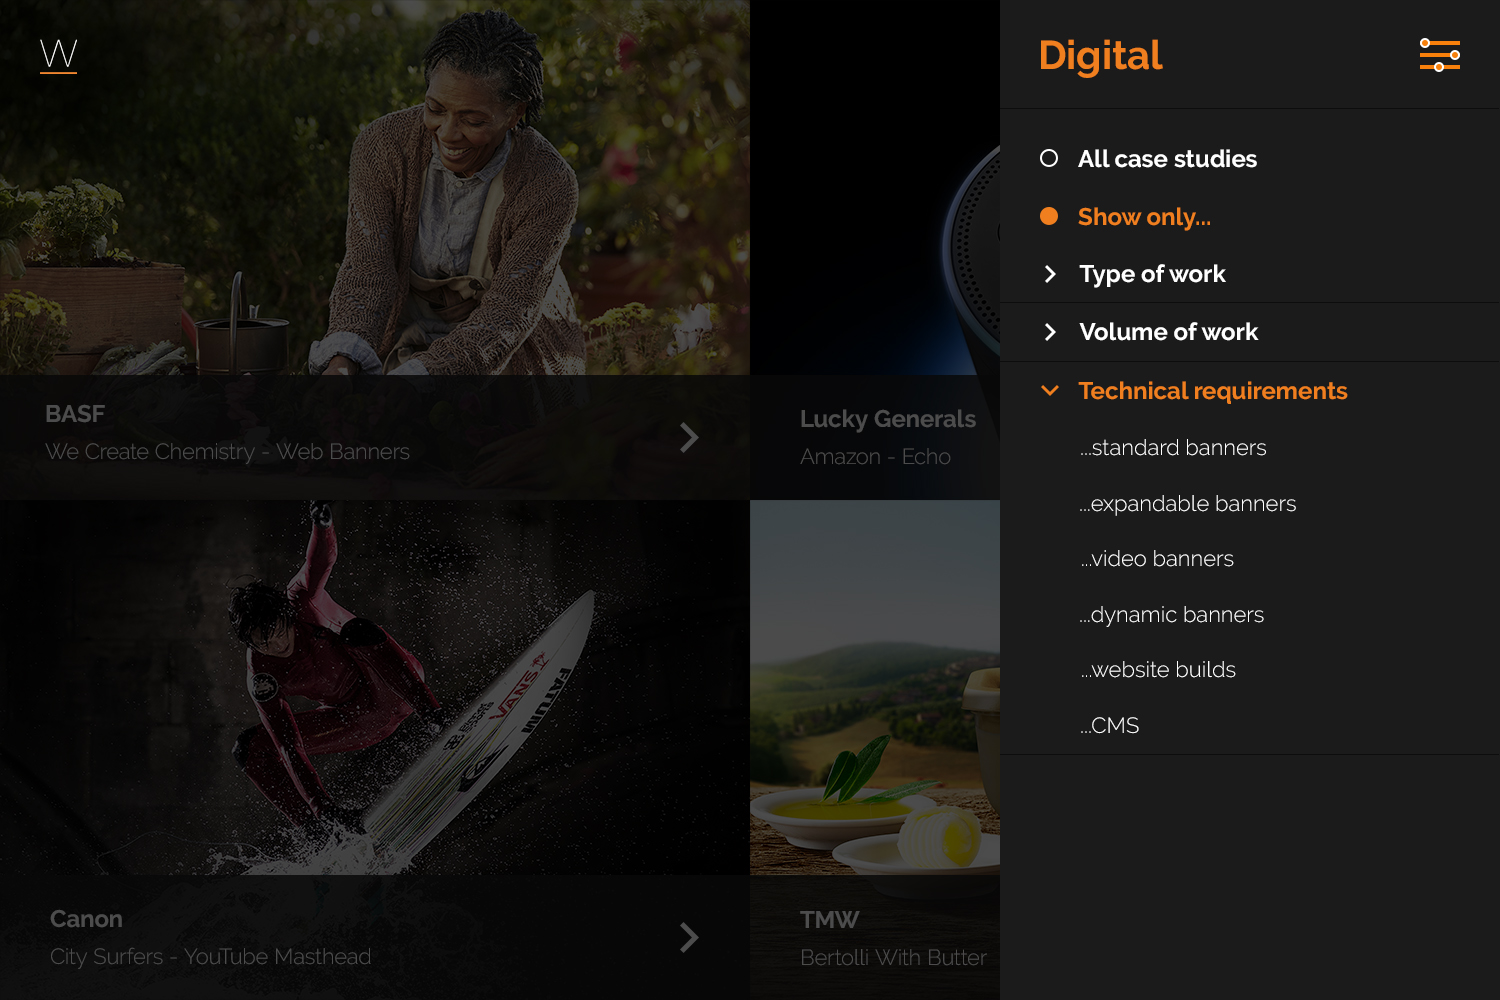 W
Digital
All case studies
Show only...
Type of work
Volume of work
Technical requirements
...standard banners
...expandable banners
...video banners
...dynamic banners
...website builds
...CMS
BASF
We Create Chemistry - Web Banners
Lucky Generals
Amazon - Echo
VANS
Canon
City Surfers - YouTube Masthead
TMW
Bertolli With Butter